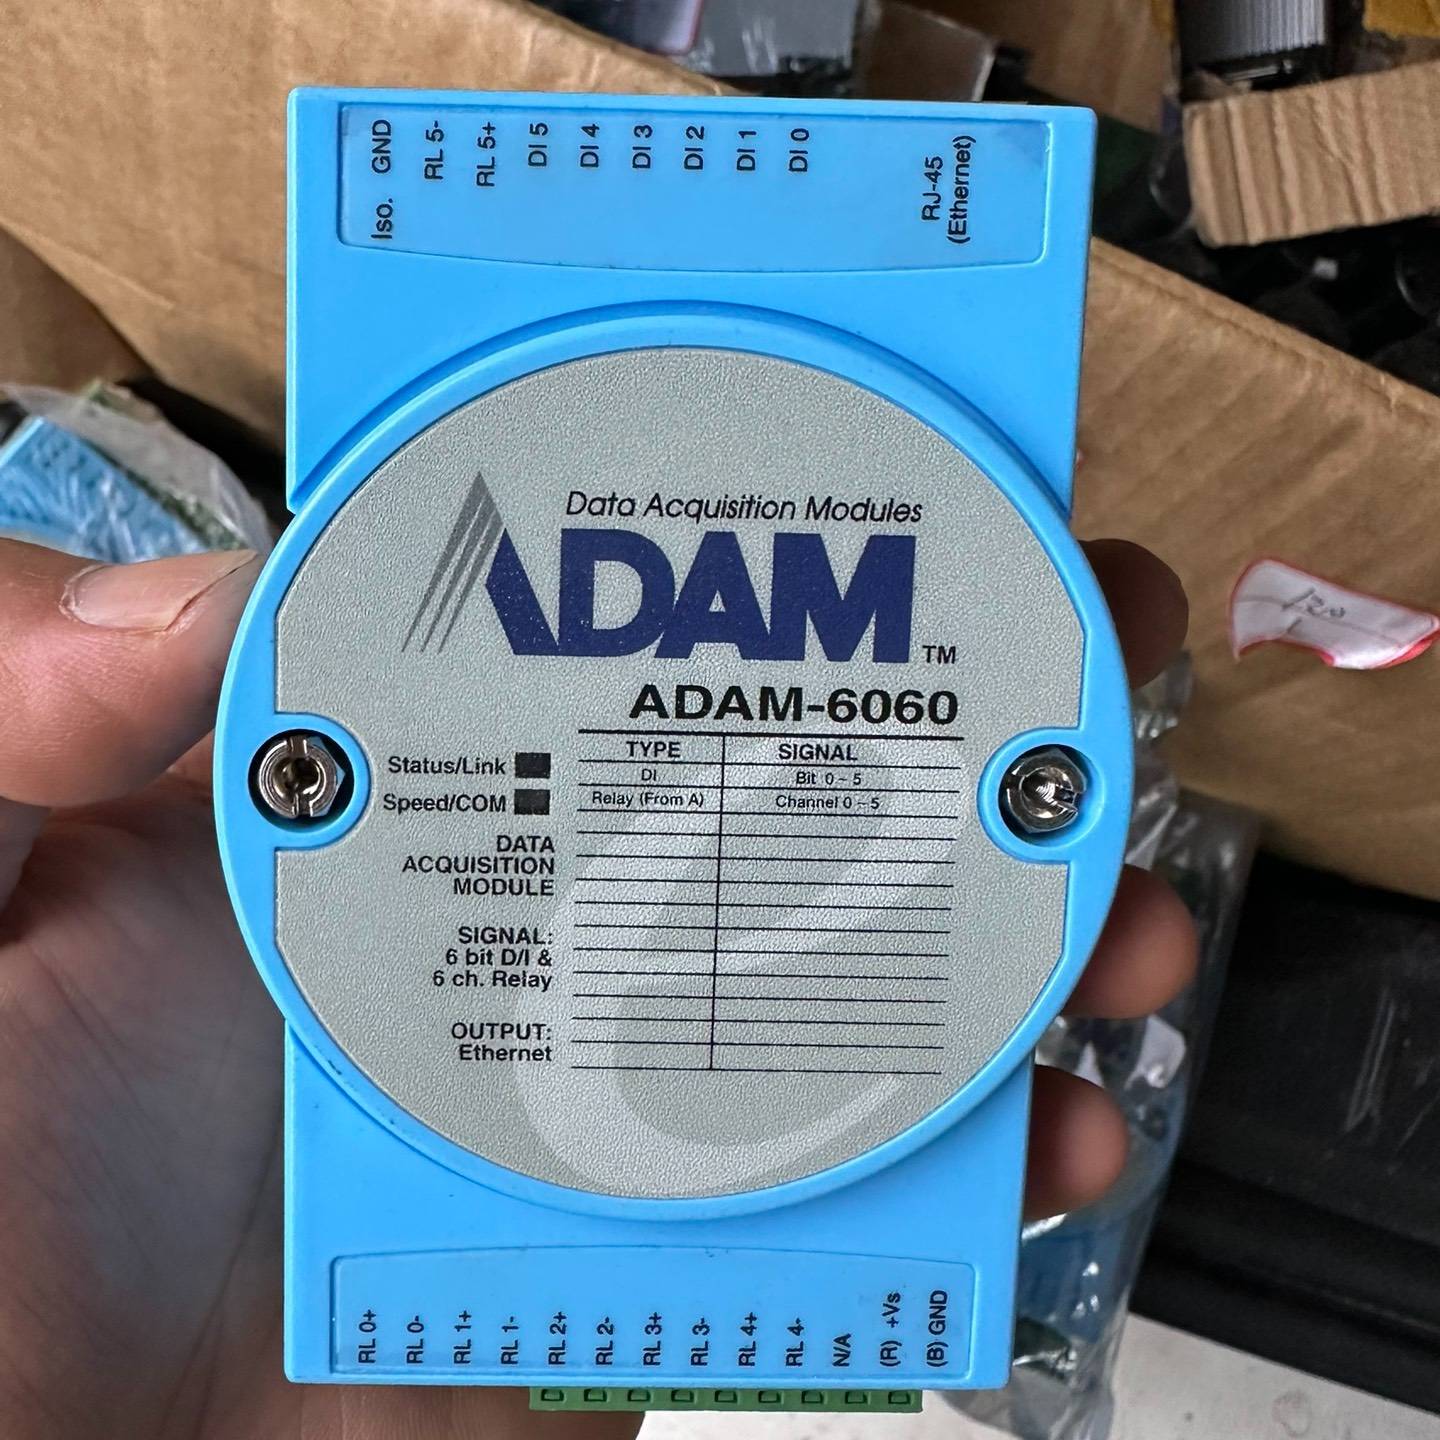 Iso. GND
RL 5-
RL 5+
DI 5
DI 4
DI 3
DI 2
DI 1
DI 0
RJ-45
(Ethernet)
Data Acquisition Modules
ADAM™
ADAM-6060
TYPE SIGNAL
DI Bit 0 ~ 5
Relay (From A) Channel 0 ~ 5
Status/Link
Speed/COM
DATA
ACQUISITION
MODULE
SIGNAL:
6 bit D/I &
6 ch. Relay
OUTPUT:
Ethernet
RL 0+
RL 0-
RL 1+
RL 1-
RL 2+
RL 2-
RL 3+
RL 3-
RL 4+
RL 4-
N/A
(R) +Vs
(B) GND